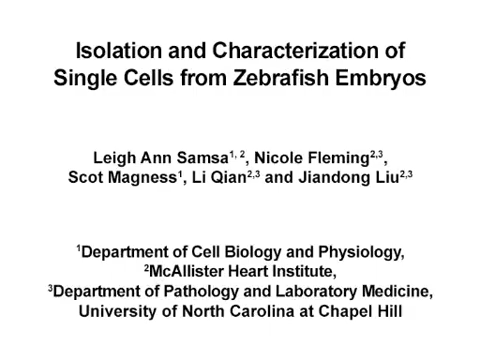 Isolation and Characterization of
Single Cells from Zebrafish Embryos
Leigh Ann Samsa¹, ², Nicole Fleming²,³,
Scot Magness¹, Li Qian²,³ and Jiandong Liu²,³
¹Department of Cell Biology and Physiology,
²McAllister Heart Institute,
³Department of Pathology and Laboratory Medicine,
University of North Carolina at Chapel Hill